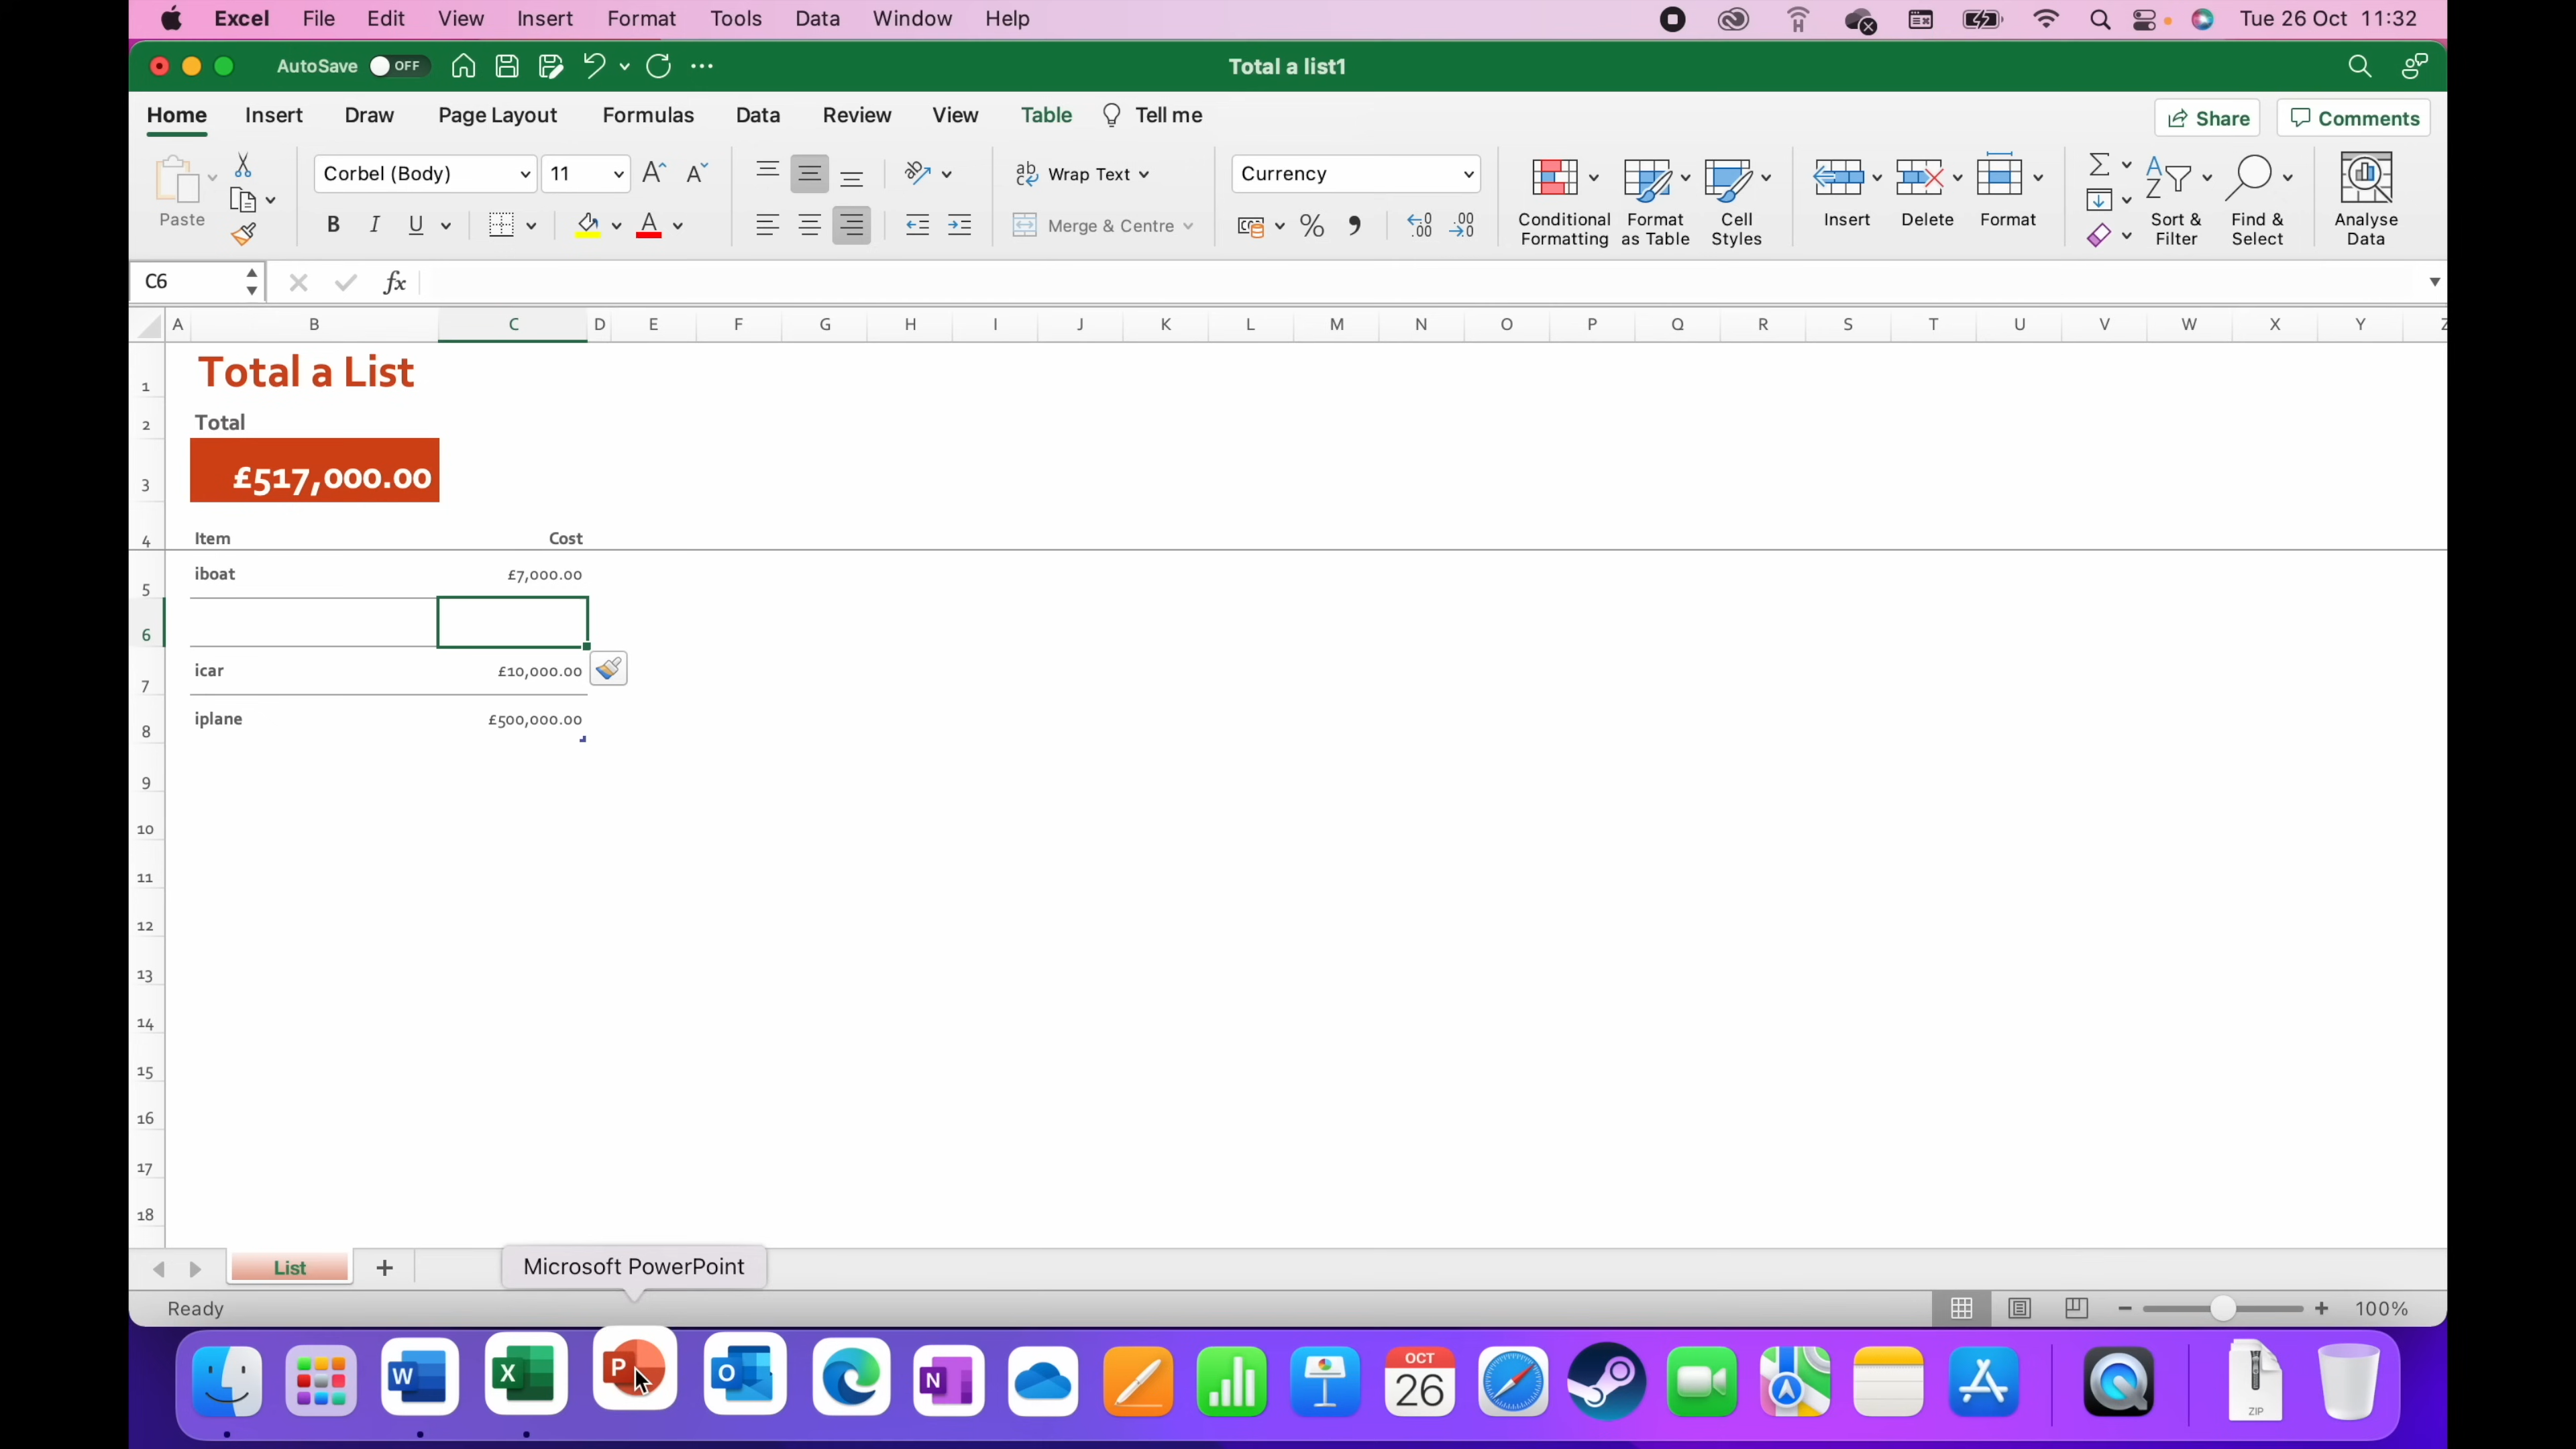 Excel File Edit View Insert Format Tools Data Window Help Tue 26 Oct 11:32
AutoSave OFF Total a list1
Home Insert Draw Page Layout Formulas Data Review View Table Tell me Share Comments
Paste Corbel (Body) 11 Wrap Text Currency
B I U Merge & Centre % Conditional Formatting Format as Table Cell Styles Insert Delete Format Sort & Filter Find & Select Analyse Data
C6 fx
A B C D E F G H I J K L M N O P Q R S T U V W X Y Z
1 Total a List
2 Total
3 £517,000.00
4 Item Cost
5 iboat £7,000.00
6
7 icar £10,000.00
8 iplane £500,000.00
9
10
11
12
13
14
15
16
17
18
List Microsoft PowerPoint
Ready 100%
W X P O N OCT 26 ZIP